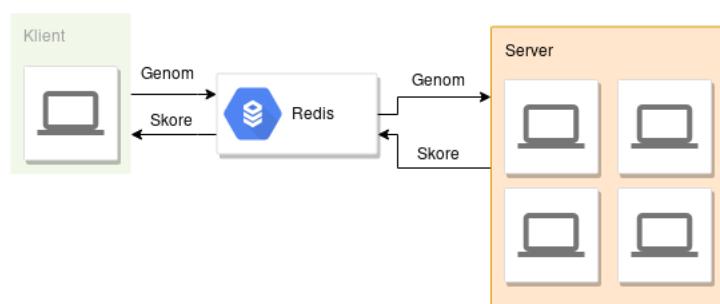 Klient
Genom
Skore
Redis
Genom
Skore
Server